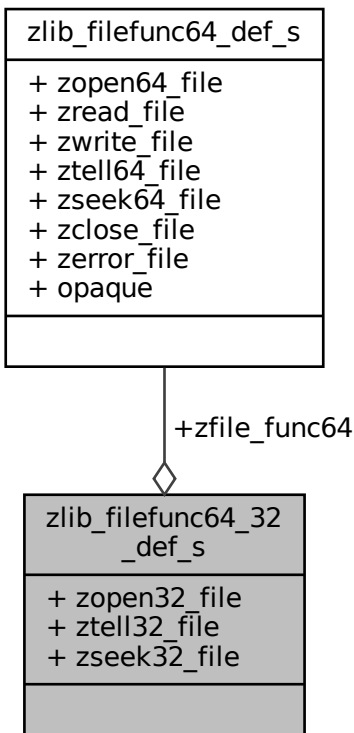 zlib_filefunc64_def_s
+ zopen64_file
+ zread_file
+ zwrite_file
+ ztell64_file
+ zseek64_file
+ zclose_file
+ zerror_file
+ opaque
+zfile_func64
zlib_filefunc64_32
_def_s
+ zopen32_file
+ ztell32_file
+ zseek32_file